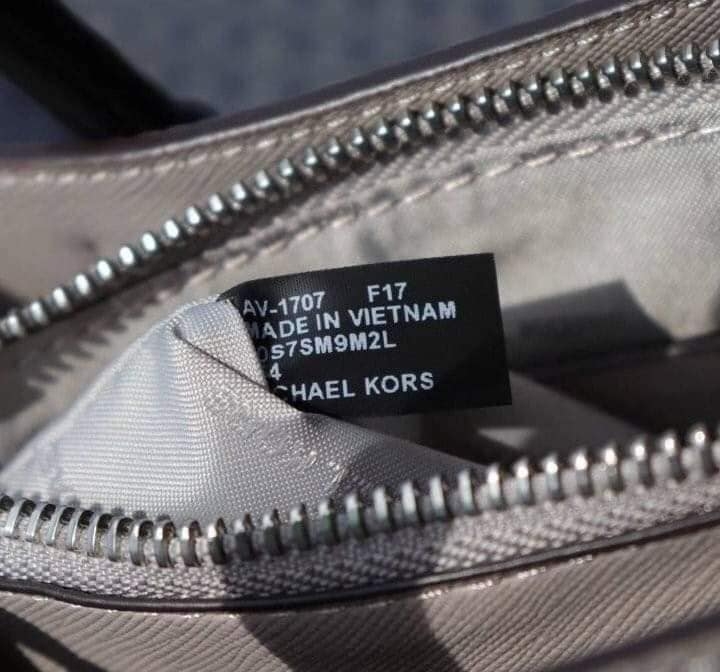 AV-1707 F17
MADE IN VIETNAM
0S7SM9M2L
4
CHAEL KORS